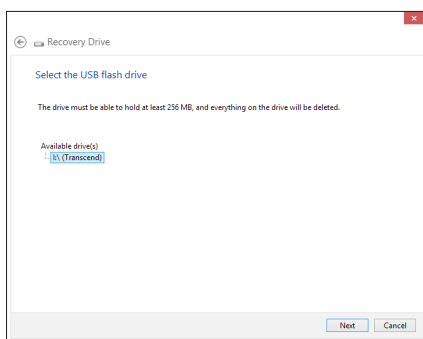 Recovery Drive
Select the USB flash drive
The drive must be able to hold at least 256 MB, and everything on the drive will be deleted.
Available drive(s)
(Transcend)
Next Cancel